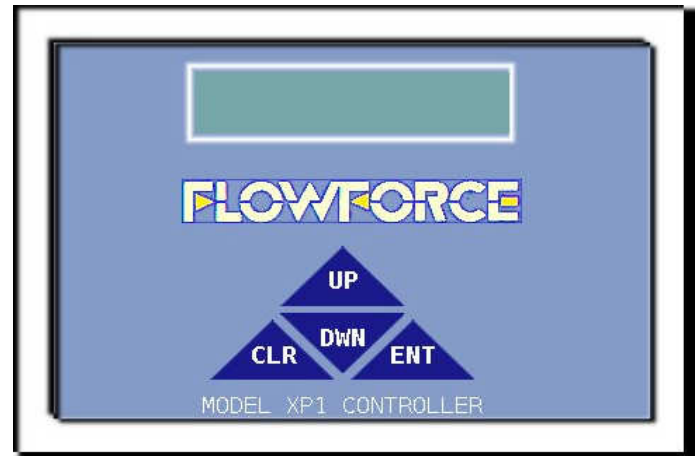 FLOWFORCE
UP
DWN
CLR ENT
MODEL XP1 CONTROLLER